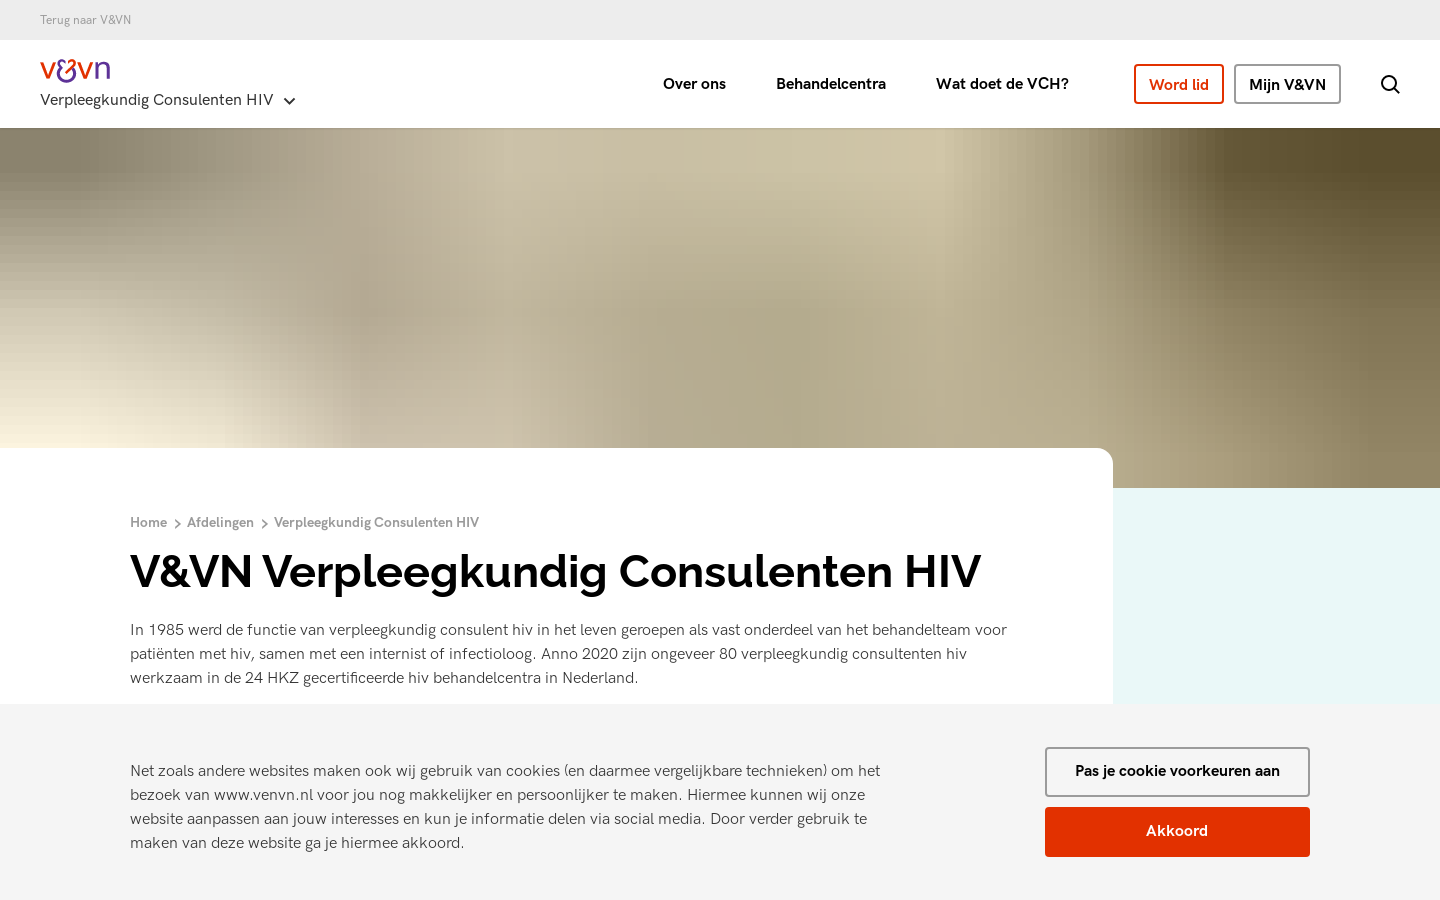 Terug naar V&VN
v&vn
Verpleegkundig Consulenten HIV
Over ons
Behandelcentra
Wat doet de VCH?
Word lid
Mijn V&VN
Home
Afdelingen
Verpleegkundig Consulenten HIV
V&VN Verpleegkundig Consulenten HIV
In 1985 werd de functie van verpleegkundig consulent hiv in het leven geroepen als vast onderdeel van het behandelteam voor
patiënten met hiv, samen met een internist of infectioloog. Anno 2020 zijn ongeveer 80 verpleegkundig consultenten hiv
werkzaam in de 24 HKZ gecertificeerde hiv behandelcentra in Nederland.
Net zoals andere websites maken ook wij gebruik van cookies (en daarmee vergelijkbare technieken) om het
bezoek van www.venvn.nl voor jou nog makkelijker en persoonlijker te maken. Hiermee kunnen wij onze
website aanpassen aan jouw interesses en kun je informatie delen via social media. Door verder gebruik te
maken van deze website ga je hiermee akkoord.
Pas je cookie voorkeuren aan
Akkoord